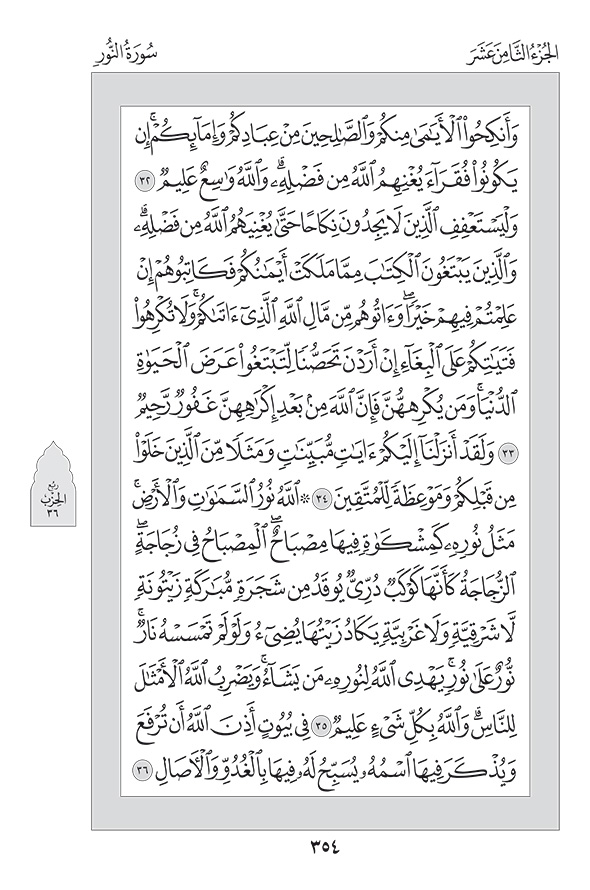 الجُزْءُ الثَّامِنَ عَشَرَ
سُورَةُ النُّورِ
وَأَنكِحُواْ ٱلۡأَيَٰمَىٰ مِنكُمۡ وَٱلصَّٰلِحِينَ مِنۡ عِبَادِكُمۡ وَإِمَآئِكُمۡۚ إِن
يَكُونُواْ فُقَرَآءَ يُغۡنِهِمُ ٱللَّهُ مِن فَضۡلِهِۦۗ وَٱللَّهُ وَٰسِعٌ عَلِيمٞ ٣٢
وَلۡيَسۡتَعۡفِفِ ٱلَّذِينَ لَا يَجِدُونَ نِكَاحًا حَتَّىٰ يُغۡنِيَهُمُ ٱللَّهُ مِن فَضۡلِهِۦۗ
وَٱلَّذِينَ يَبۡتَغُونَ ٱلۡكِتَٰبَ مِمَّا مَلَكَتۡ أَيۡمَٰنُكُمۡ فَكَاتِبُوهُمۡ إِنۡ
عَلِمۡتُمۡ فِيهِمۡ خَيۡرٗاۖ وَءَاتُوهُم مِّن مَّالِ ٱللَّهِ ٱلَّذِيٓ ءَاتَىٰكُمۡۚ وَلَا تُكۡرِهُواْ
فَتَيَٰتِكُمۡ عَلَى ٱلۡبِغَآءِ إِنۡ أَرَدۡنَ تَحَصُّنٗا لِّتَبۡتَغُواْ عَرَضَ ٱلۡحَيَوٰةِ
ٱلدُّنۡيَاۚ وَمَن يُكۡرِههُّنَّ فَإِنَّ ٱللَّهَ مِنۢ بَعۡدِ إِكۡرَٰهِهِنَّ غَفُورٞ رَّحِيمٞ
٣٣ وَلَقَدۡ أَنزَلۡنَآ إِلَيۡكُمۡ ءَايَٰتٖ مُّبَيِّنَٰتٖ وَمَثَلٗا مِّنَ ٱلَّذِينَ خَلَوۡاْ
مِن قَبۡلِكُمۡ وَمَوۡعِظَةٗ لِّلۡمُتَّقِينَ ٣٤ ۞ ٱللَّهُ نُورُ ٱلسَّمَٰوَٰتِ وَٱلۡأَرۡضِۚ
مَثَلُ نُورِهِۦ كَمِشۡكَوٰةٖ فِيهَا مِصۡبَاحٌۖ ٱلۡمِصۡبَاحُ فِي زُجَاجَةٍۖ
ٱلزُّجَاجَةُ كَأَنَّهَا كَوۡكَبٞ دُرِّيّٞ يُوقَدُ مِن شَجَرَةٖ مُّبَٰرَكَةٖ زَيۡتُونَةٖ
لَّا شَرۡقِيَّةٖ وَلَا غَرۡبِيَّةٖ يَكَادُ زَيۡتُهَا يُضِيٓءُ وَلَوۡ لَمۡ تَمۡسَسۡهُ نَارٞۚ
نُّورٌ عَلَىٰ نُورٖۚ يَهۡدِي ٱللَّهُ لِنُورِهِۦ مَن يَشَآءُۚ وَيَضۡرِبُ ٱللَّهُ ٱلۡأَمۡثَٰلَ
لِلنَّاسِۗ وَٱللَّهُ بِكُلِّ شَيۡءٍ عَلِيمٞ ٣٥ فِي بُيُوتٍ أَذِنَ ٱللَّهُ أَن تُرۡفَعَ
وَيُذۡكَرَ فِيهَا ٱسۡمُهُۥ يُسَبِّحُ لَهُۥ فِيهَا بِٱلۡغُدُوِّ وَٱلۡأٓصَالِ ٣٦
ربع
الحزب
٣٦
٣٥٤